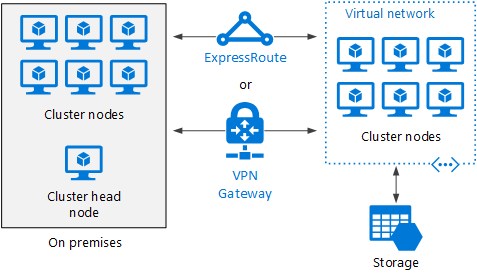 Cluster nodes
Cluster head
node
On premises
ExpressRoute
or
VPN
Gateway
Virtual network
Cluster nodes
Storage